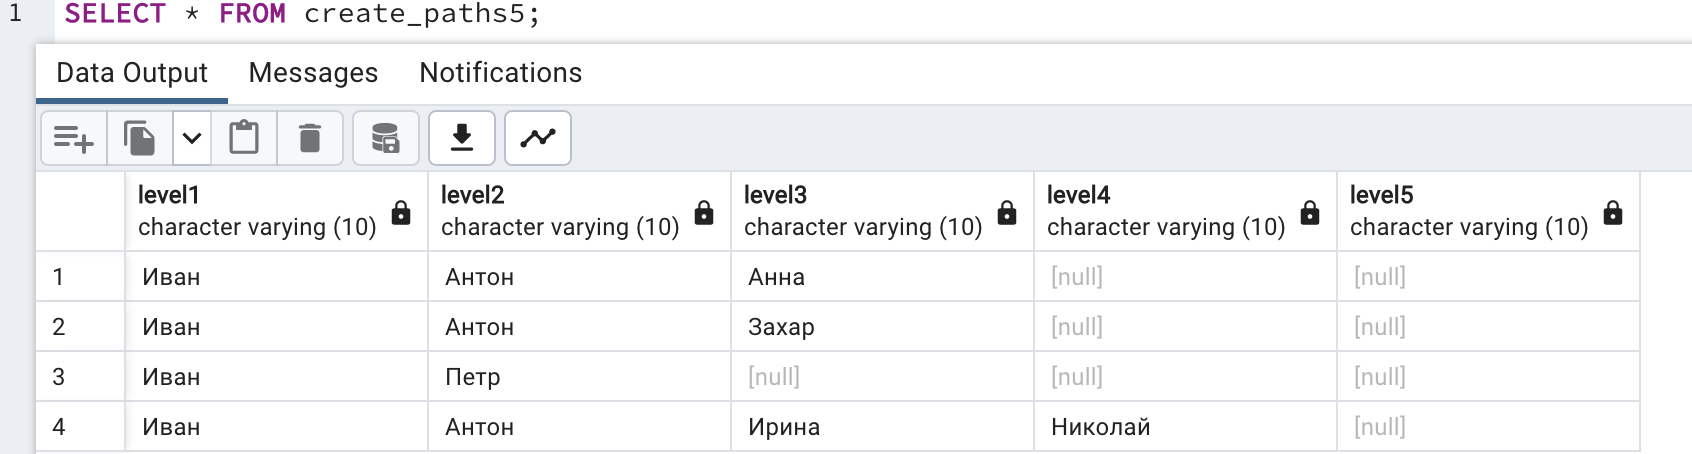 1 SELECT * FROM create_paths5;
Data Output Messages Notifications
level1 level2 level3 level4 level5
character varying (10) character varying (10) character varying (10) character varying (10) character varying (10)
1 Иван Антон Анна [null] [null]
2 Иван Антон Захар [null] [null]
3 Иван Петр [null] [null] [null]
4 Иван Антон Ирина Николай [null]